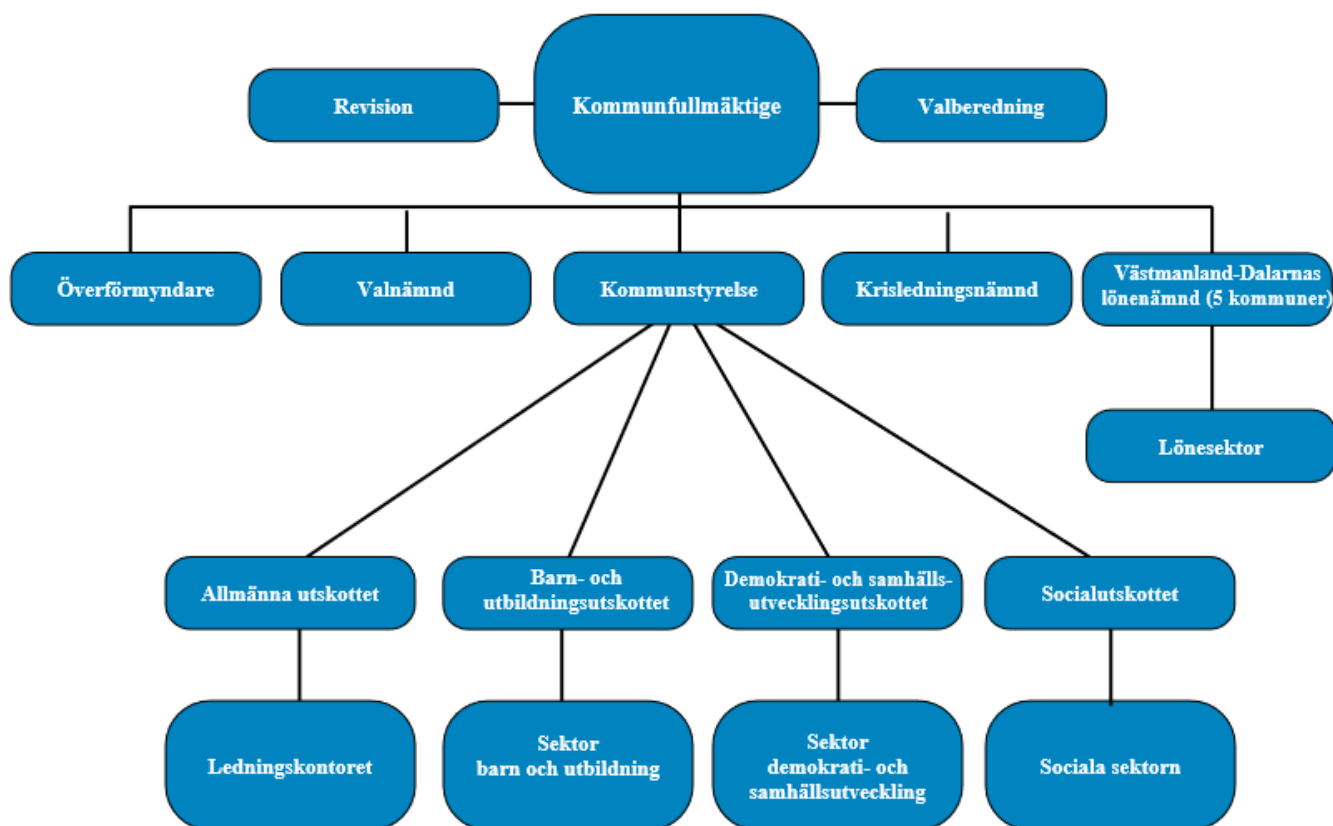 Revision
Kommunfullmäktige
Valberedning
Överförmyndare
Valnämnd
Kommunstyrelse
Krisledningsnämnd
Västmanland-Dalarnas
lönenämnd (5 kommuner)
Lönesektor
Allmänna utskottet
Barn- och
utbildningsutskottet
Demokrati- och samhälls-
utvecklingsutskottet
Socialutskottet
Ledningskontoret
Sektor
barn och utbildning
Sektor
demokrati- och
samhällsutveckling
Sociala sektorn